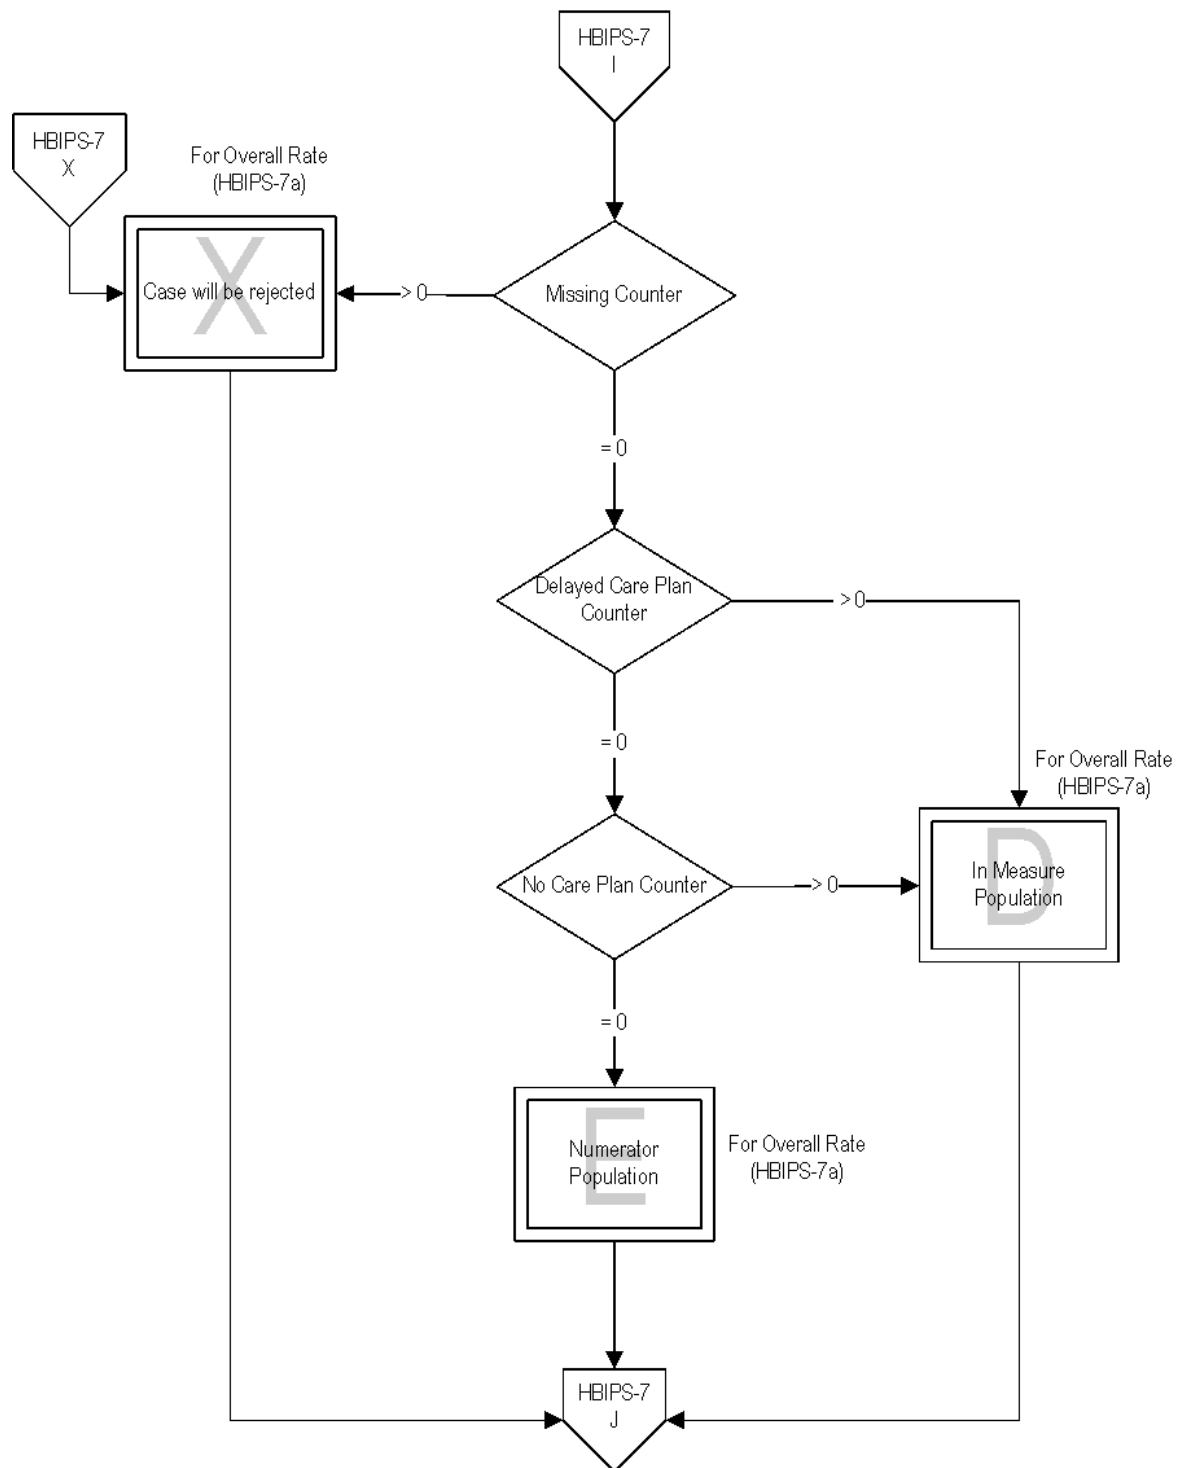 HBIPS-7
I
HBIPS-7
X
For Overall Rate
(HBIPS-7a)
X
Case will be rejected
> 0
Missing Counter
= 0
Delayed Care Plan
Counter
> 0
= 0
For Overall Rate
(HBIPS-7a)
No Care Plan Counter
> 0
D
In Measure
Population
= 0
E
Numerator
Population
For Overall Rate
(HBIPS-7a)
HBIPS-7
J